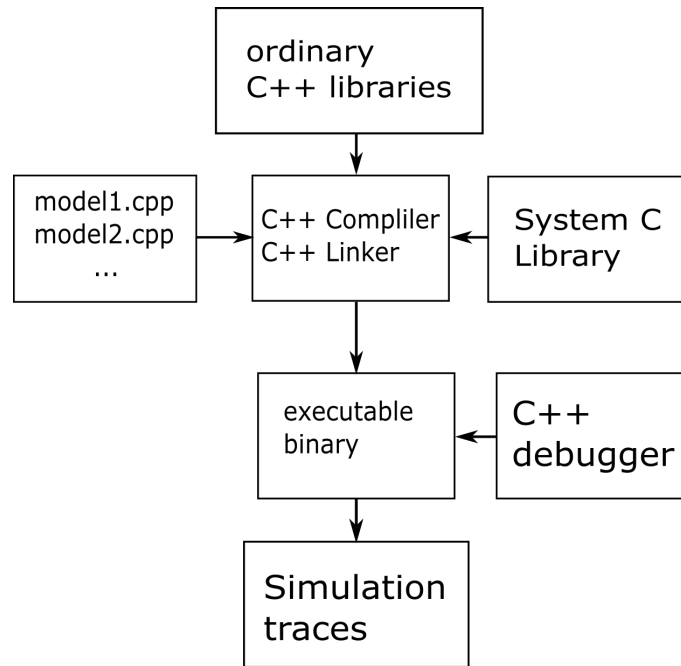 ordinary
C++ libraries
model1.cpp
model2.cpp
...
C++ Compliler
C++ Linker
System C
Library
executable
binary
C++
debugger
Simulation
traces